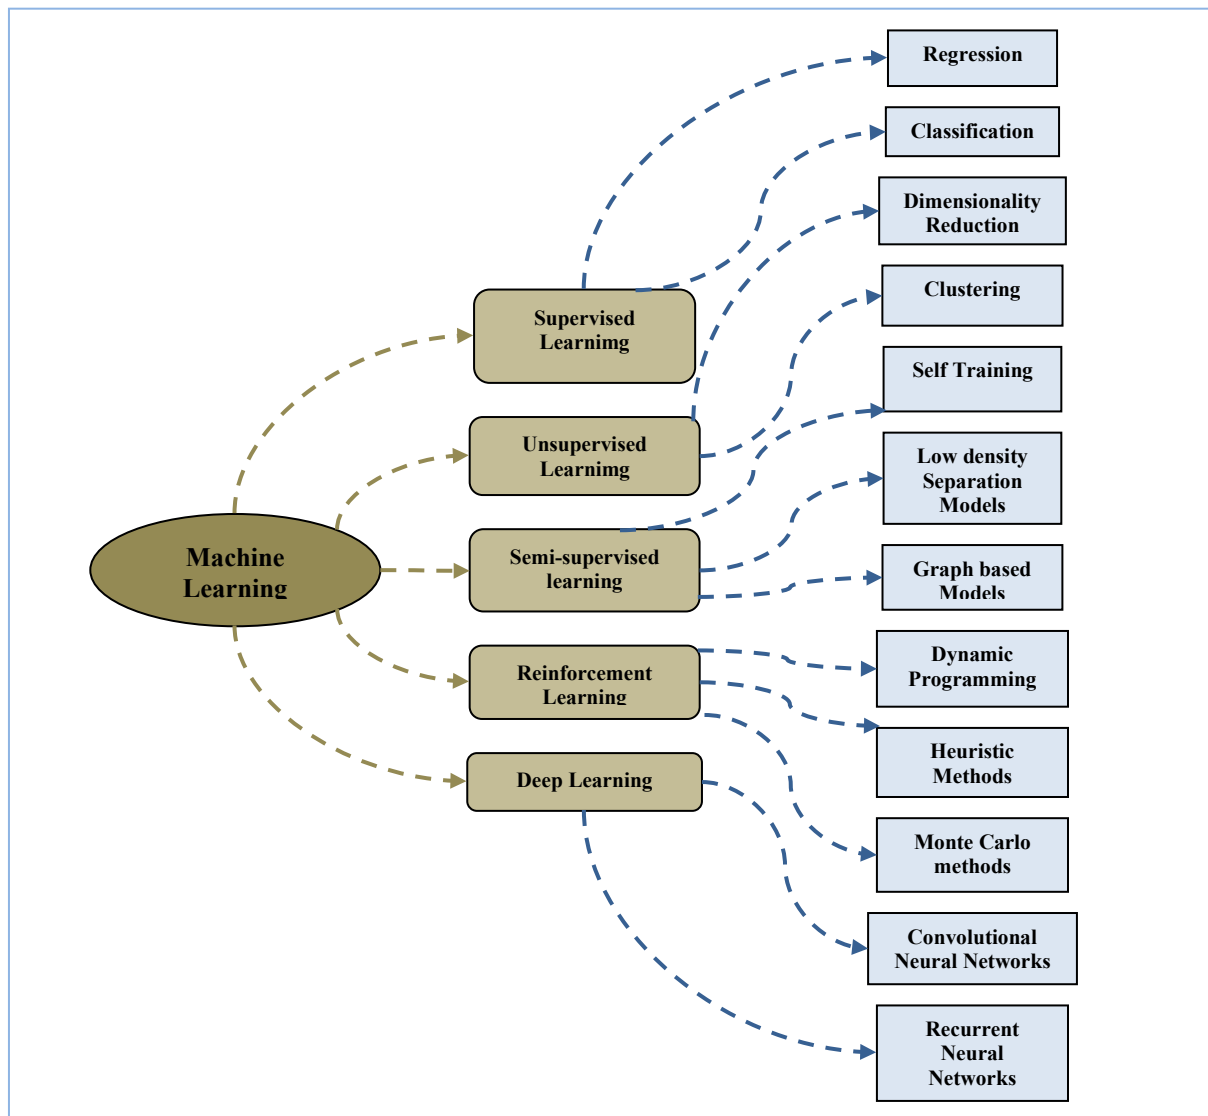 Regression
Classification
Dimensionality
Reduction
Clustering
Self Training
Low density
Separation
Models
Graph based
Models
Dynamic
Programming
Heuristic
Methods
Monte Carlo
methods
Convolutional
Neural Networks
Recurrent
Neural
Networks
Supervised
Learnimg
Unsupervised
Learnimg
Semi-supervised
learning
Reinforcement
Learning
Deep Learning
Machine
Learning